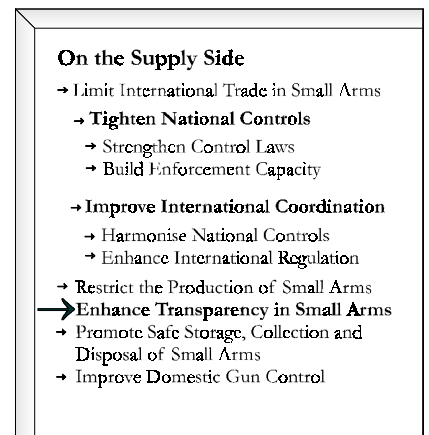 On the Supply Side
→ Limit International Trade in Small Arms
→ Tighten National Controls
→ Strengthen Control Laws
→ Build Enforcement Capacity
→ Improve International Coordination
→ Harmonise National Controls
→ Enhance International Regulation
→ Restrict the Production of Small Arms
→ Enhance Transparency in Small Arms
→ Promote Safe Storage, Collection and
Disposal of Small Arms
→ Improve Domestic Gun Control